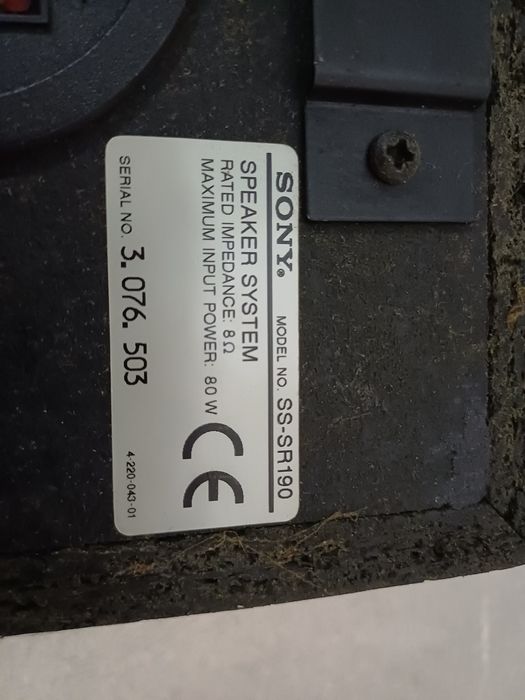 SONY® MODEL NO. SS-SR190
SPEAKER SYSTEM
RATED IMPEDANCE: 8Ω
MAXIMUM INPUT POWER: 80 W
CE
SERIAL NO. 3. 076. 503
4-220-043-01